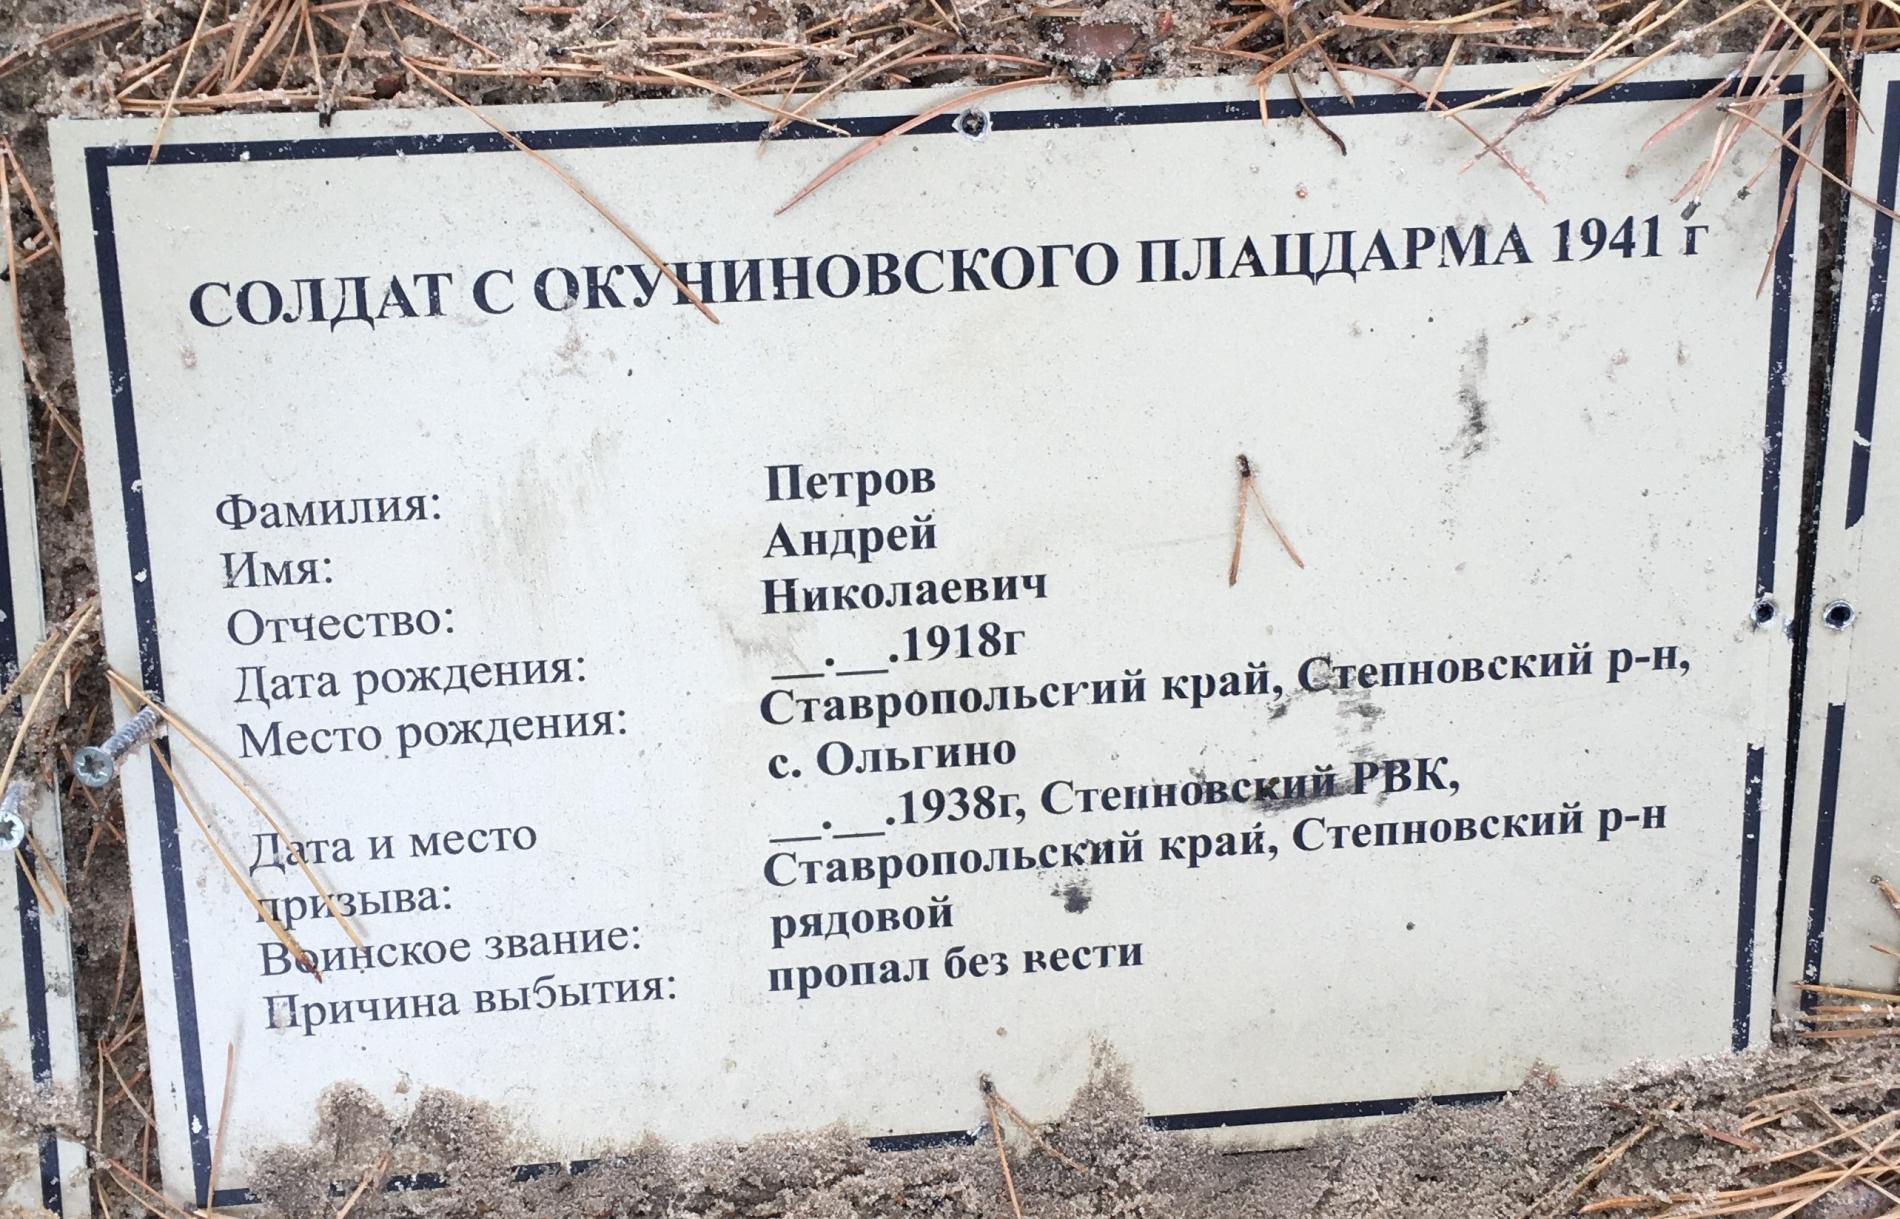 СОЛДАТ С ОКУНИНОВСКОГО ПЛАЦДАРМА 1941 г
Фамилия: Петров
Имя: Андрей
Отчество: Николаевич
Дата рождения: __.__.1918г
Место рождения: Ставропольский край, Степновский р-н,
с. Ольгино
Дата и место __.__.1938г, Степновский РВК,
призыва: Ставропольский край, Степновский р-н
Воинское звание: рядовой
Причина выбытия: пропал без вести